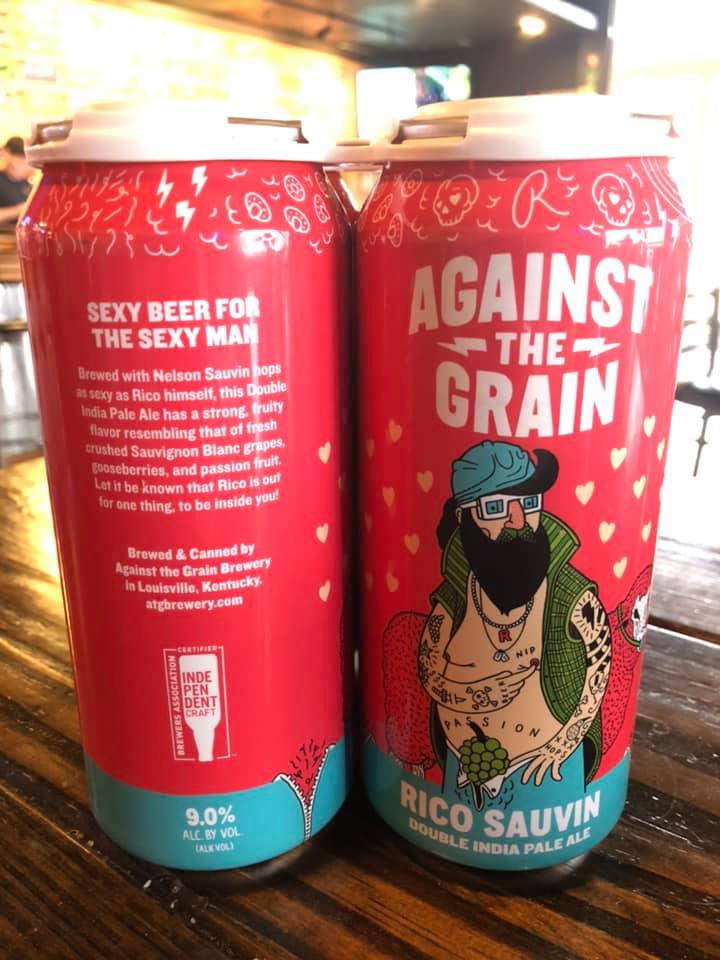 SEXY BEER FOR
THE SEXY MAN
Brewed with Nelson Sauvin hops
as sexy as Rico himself, this Double
India Pale Ale has a strong, fruity
flavor resembling that of fresh
crushed Sauvignon Blanc grapes,
gooseberries, and passion fruit.
Let it be known that Rico is out
for one thing, to be inside you!
Brewed & Canned by
Against the Grain Brewery
in Louisville, Kentucky.
atgbrewery.com
CERTIFIED
BREWERS ASSOCIATION
INDE
PEN
DENT
CRAFT
9.0%
ALC. BY VOL.
(ALK VOL)
R
AGAINST
THE
GRAIN
R
NIP
PASSION
XXX
HOPS
RICO SAUVIN
DOUBLE INDIA PALE ALE